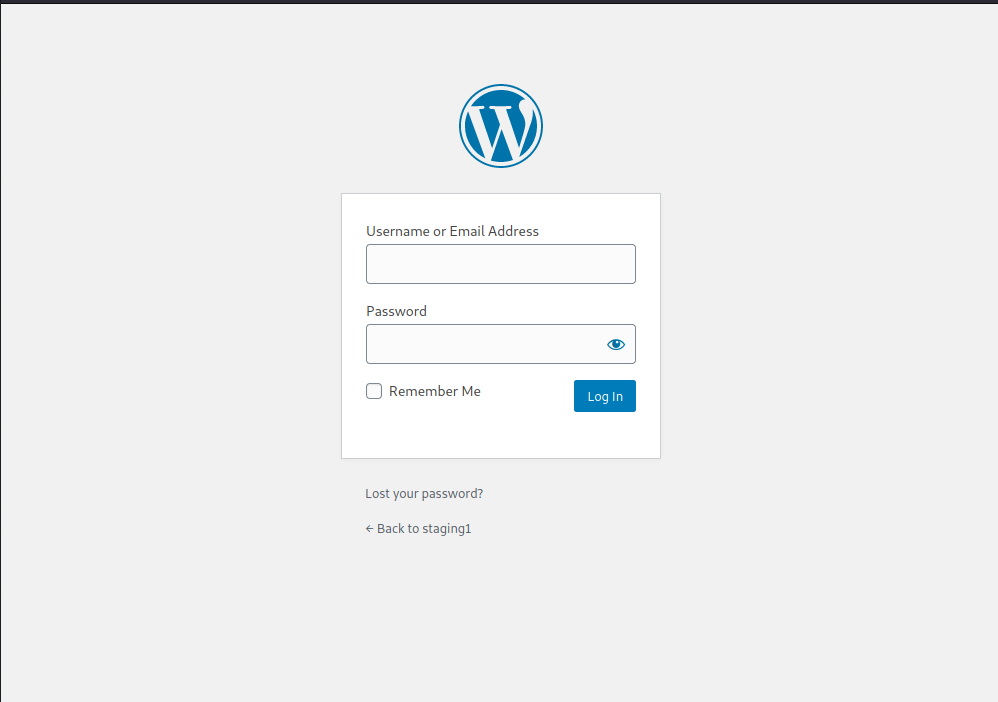 Username or Email Address
Password
Remember Me
Log In
Lost your password?
← Back to staging1